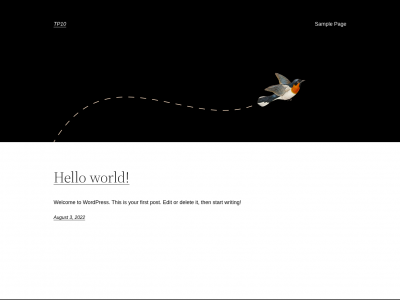 TP10
Sample Page
Hello world!
Welcome to WordPress. This is your first post. Edit or delete it, then start writing!
August 3, 2022